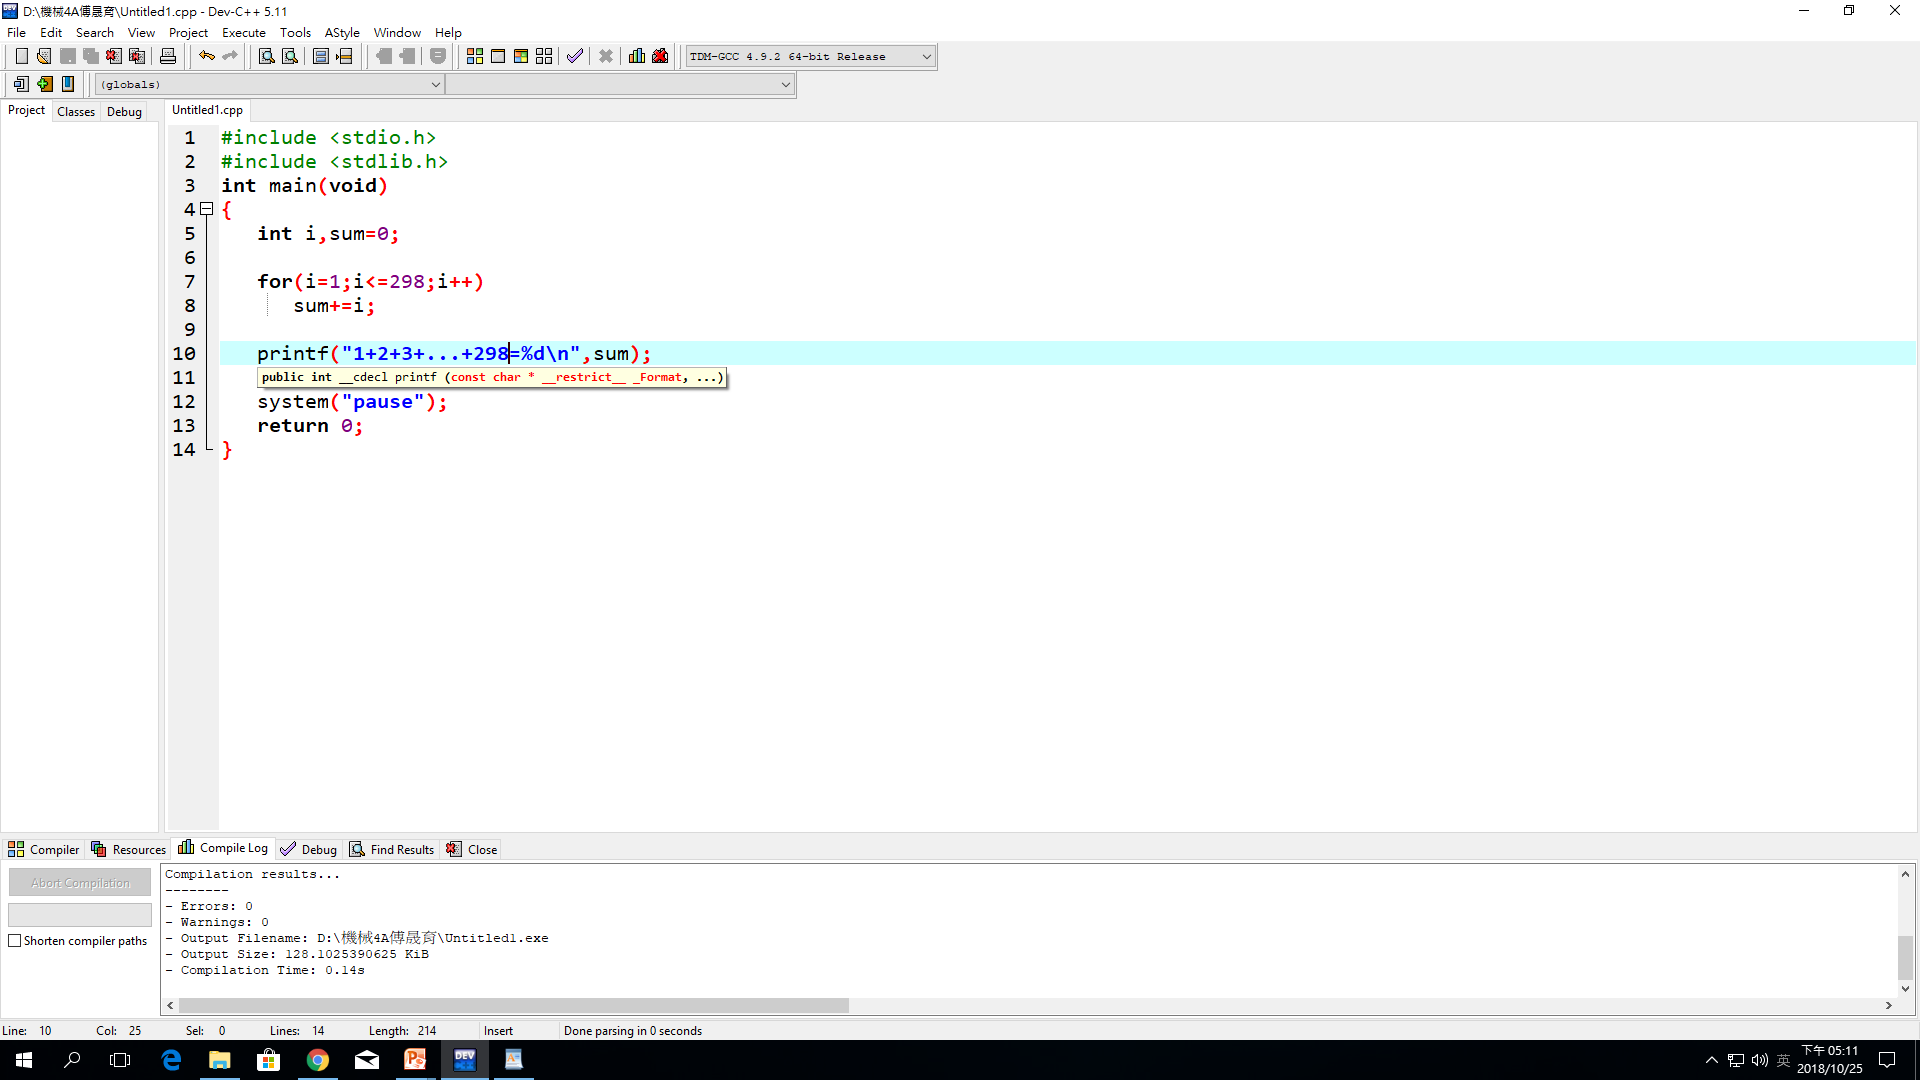 D:\機械4A傅晟育\Untitled1.cpp - Dev-C++ 5.11
File Edit Search View Project Execute Tools AStyle Window Help
TDM-GCC 4.9.2 64-bit Release
(globals)
Project Classes Debug Untitled1.cpp
1 #include <stdio.h>
2 #include <stdlib.h>
3 int main(void)
4 {
5 int i,sum=0;
6
7 for(i=1;i<=298;i++)
8 sum+=i;
9
10 printf("1+2+3+...+298=%d\n",sum);
11 public int __cdecl printf (const char * __restrict__ _Format, ...)
12 system("pause");
13 return 0;
14 }
Compiler Resources Compile Log Debug Find Results Close
Abort Compilation
Shorten compiler paths
Compilation results...
--------
- Errors: 0
- Warnings: 0
- Output Filename: D:\機械4A傅晟育\Untitled1.exe
- Output Size: 128.1025390625 KiB
- Compilation Time: 0.14s
Line: 10 Col: 25 Sel: 0 Lines: 14 Length: 214 Insert Done parsing in 0 seconds
DEV
英
下午 05:11
2018/10/25